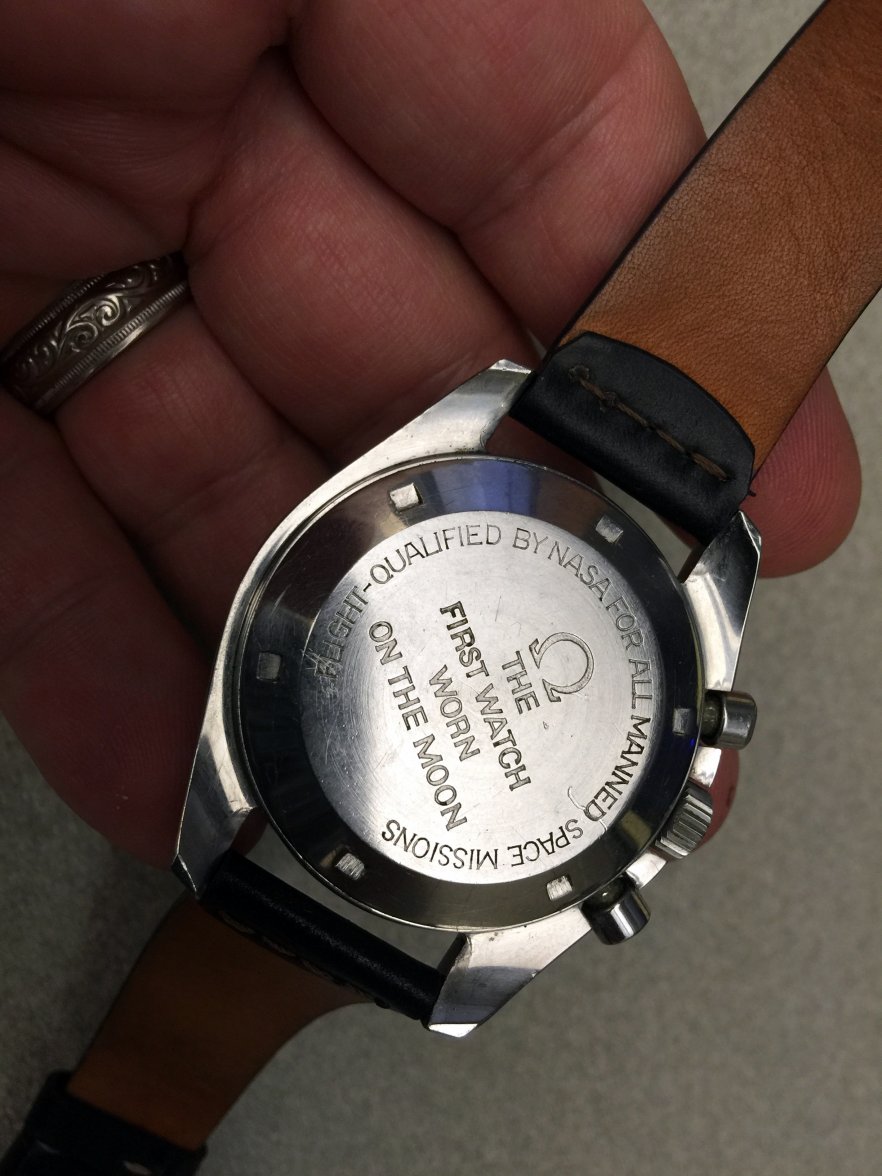 FLIGHT-QUALIFIED BY NASA FOR ALL MANNED SPACE MISSIONS
Ω
THE
FIRST WATCH
WORN
ON THE MOON